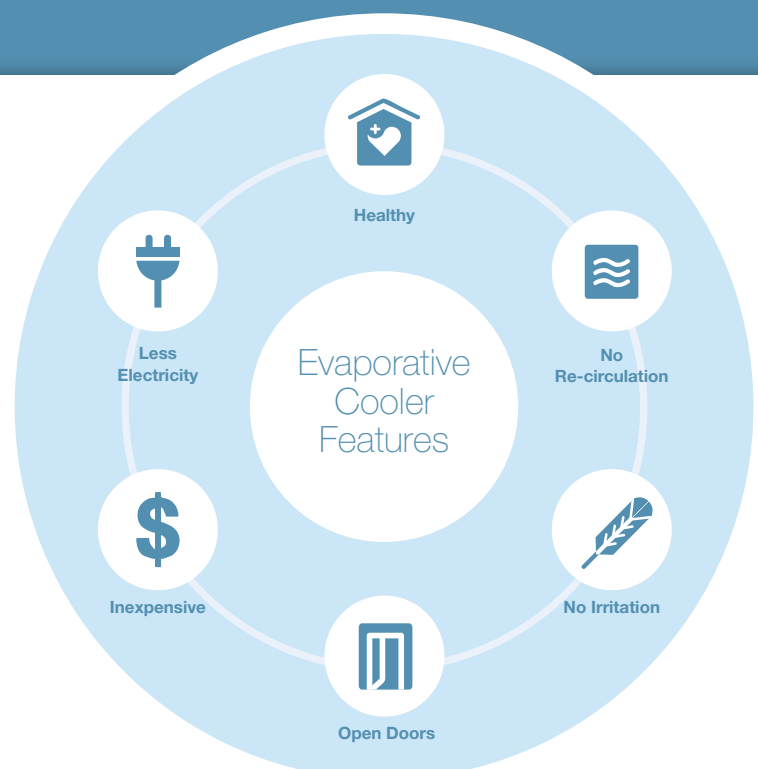 Healthy
Less
Electricity
No
Re-circulation
Evaporative
Cooler
Features
Inexpensive
No Irritation
Open Doors